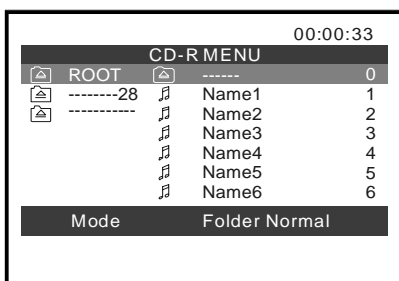 00:00:33
CD-R MENU
ROOT ------ 0
--------28 Name1 1
----------- Name2 2
Name3 3
Name4 4
Name5 5
Name6 6
Mode Folder Normal